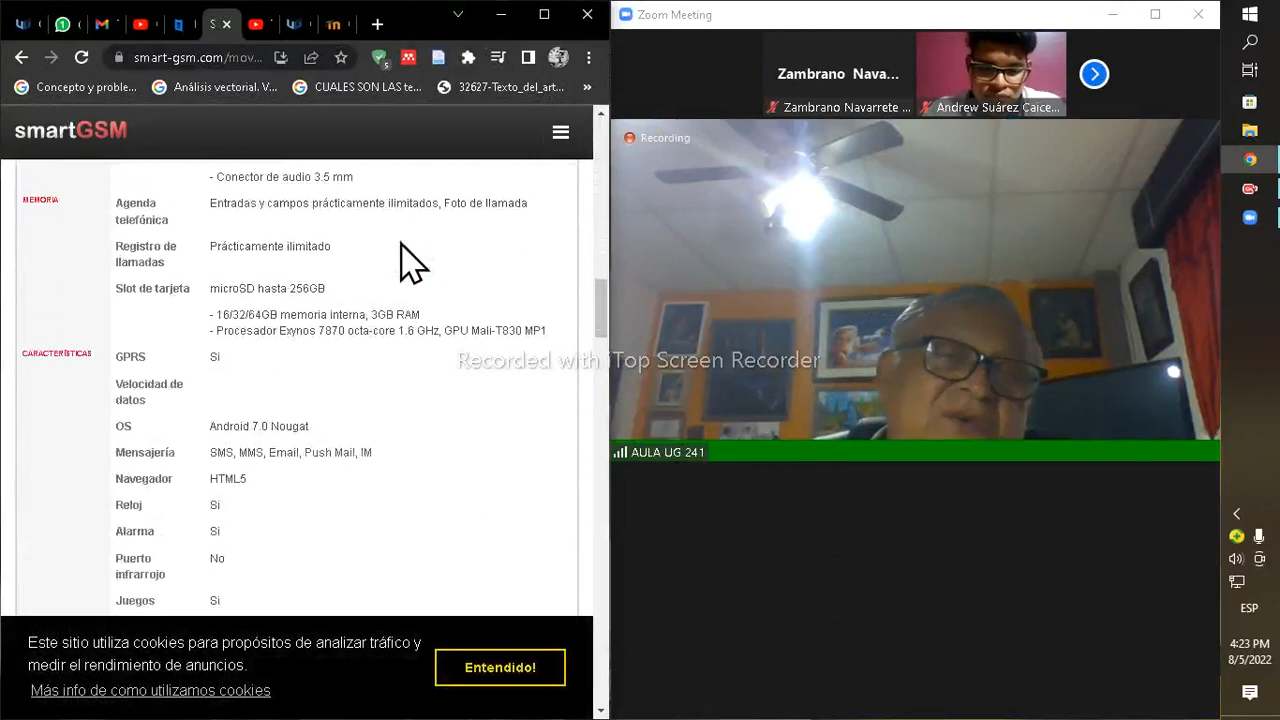 S
smart-gsm.com/mov...
Concepto y proble...
Análisis vectorial. V...
CUALES SON LAS te...
32627-Texto_del_art...
smartGSM
- Conector de audio 3.5 mm
MEMORIA
Agenda telefónica
Entradas y campos prácticamente ilimitados, Foto de llamada
Registro de llamadas
Prácticamente ilimitado
Slot de tarjeta
microSD hasta 256GB
- 16/32/64GB memoria interna, 3GB RAM
- Procesador Exynos 7870 octa-core 1.6 GHz, GPU Mali-T830 MP1
CARACTERÍSTICAS
GPRS
Si
Velocidad de datos
OS
Android 7.0 Nougat
Mensajería
SMS, MMS, Email, Push Mail, IM
Navegador
HTML5
Reloj
Si
Alarma
Si
Puerto infrarrojo
No
Juegos
Si
Este sitio utiliza cookies para propósitos de analizar tráfico y
medir el rendimiento de anuncios.
Más info de como utilizamos cookies
Entendido!
Recorded with iTop Screen Recorder
Zoom Meeting
Zambrano Nava...
Zambrano Navarrete ...
Andrew Suárez Caice...
Recording
AULA UG 241
ESP
4:23 PM
8/5/2022